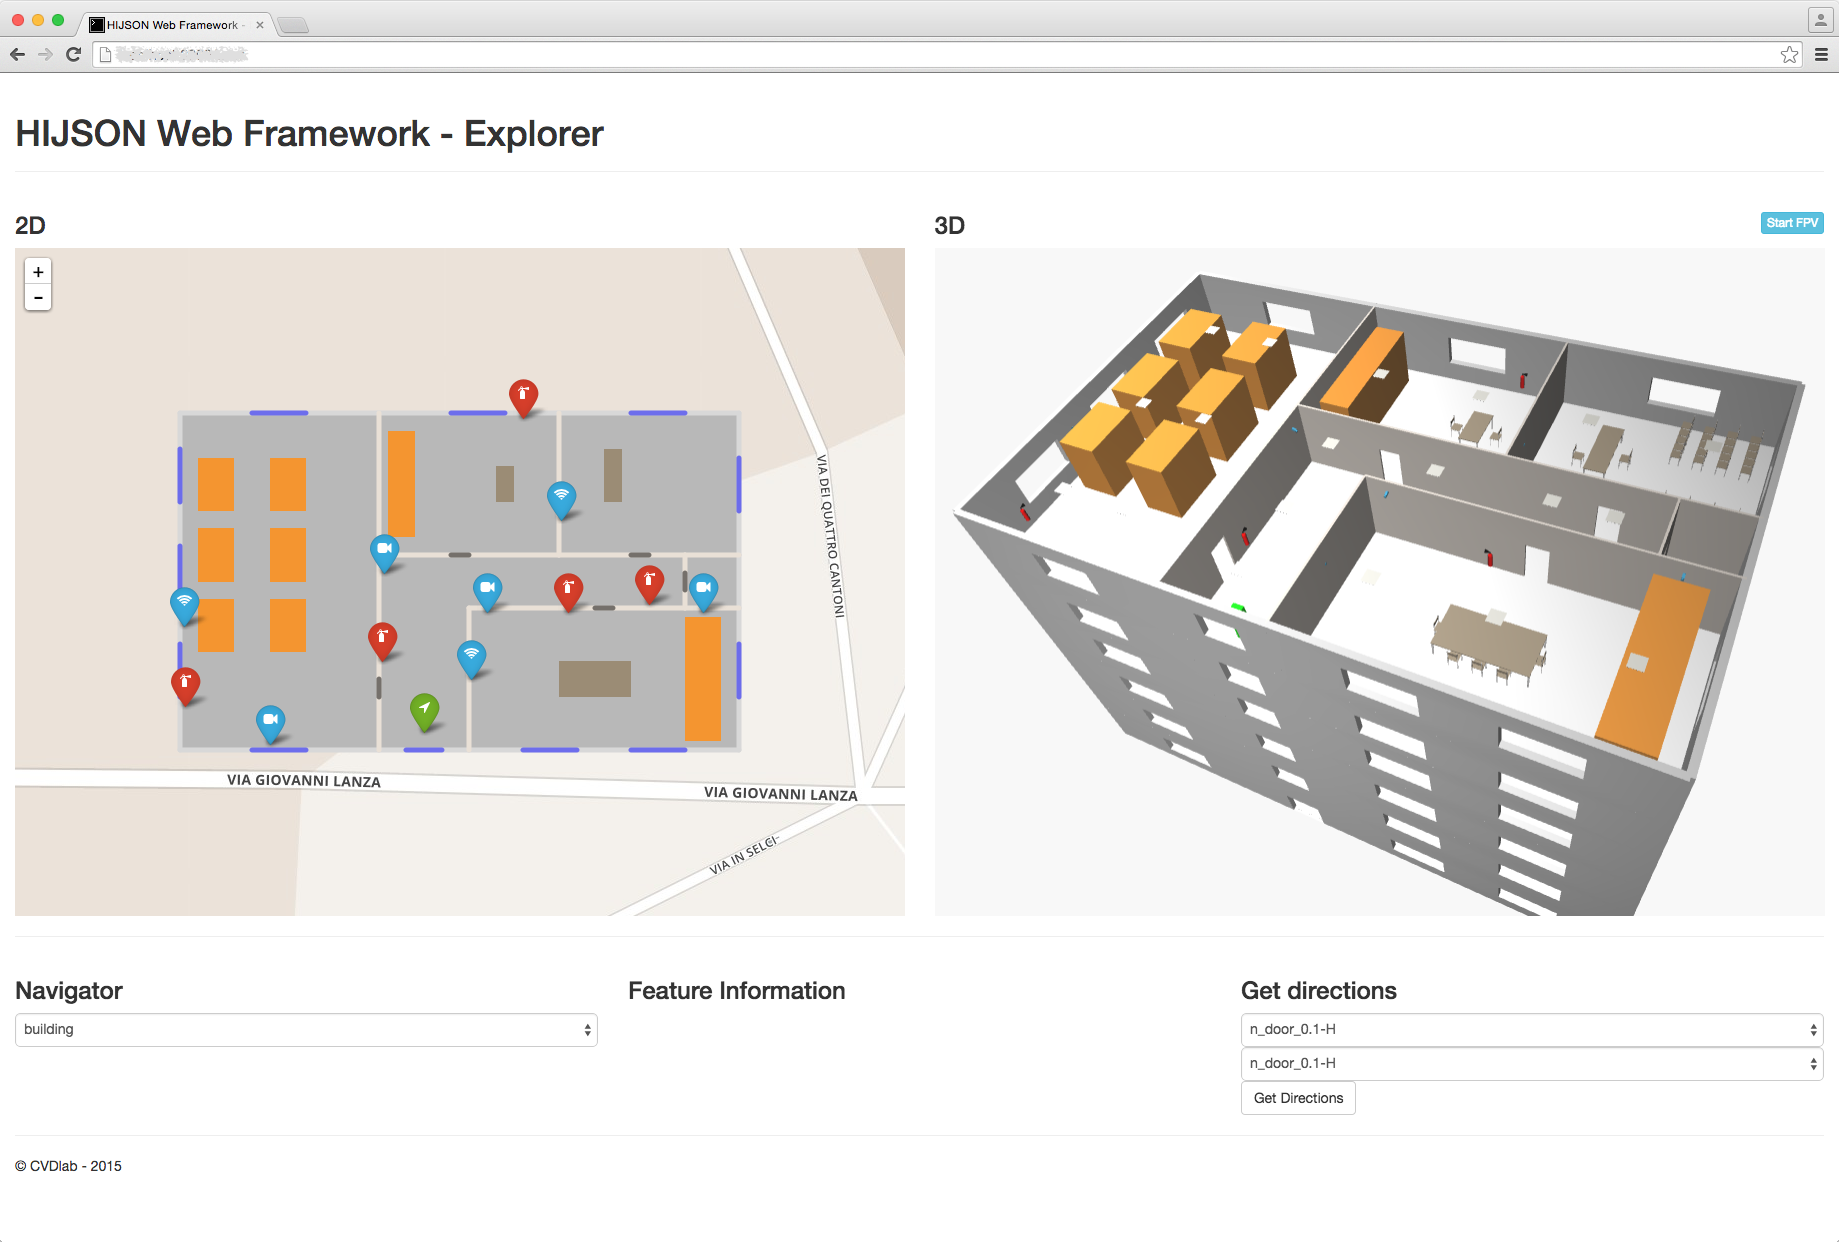 HIJSON Web Framework -
HIJSON Web Framework - Explorer
2D
3D
Start FPV
+
-
VIA DEI QUATTRO CANTONI
VIA GIOVANNI LANZA
VIA GIOVANNI LANZA
VIA IN SELCI
Navigator
Feature Information
Get directions
building
n_door_0.1-H
n_door_0.1-H
Get Directions
© CVDlab - 2015